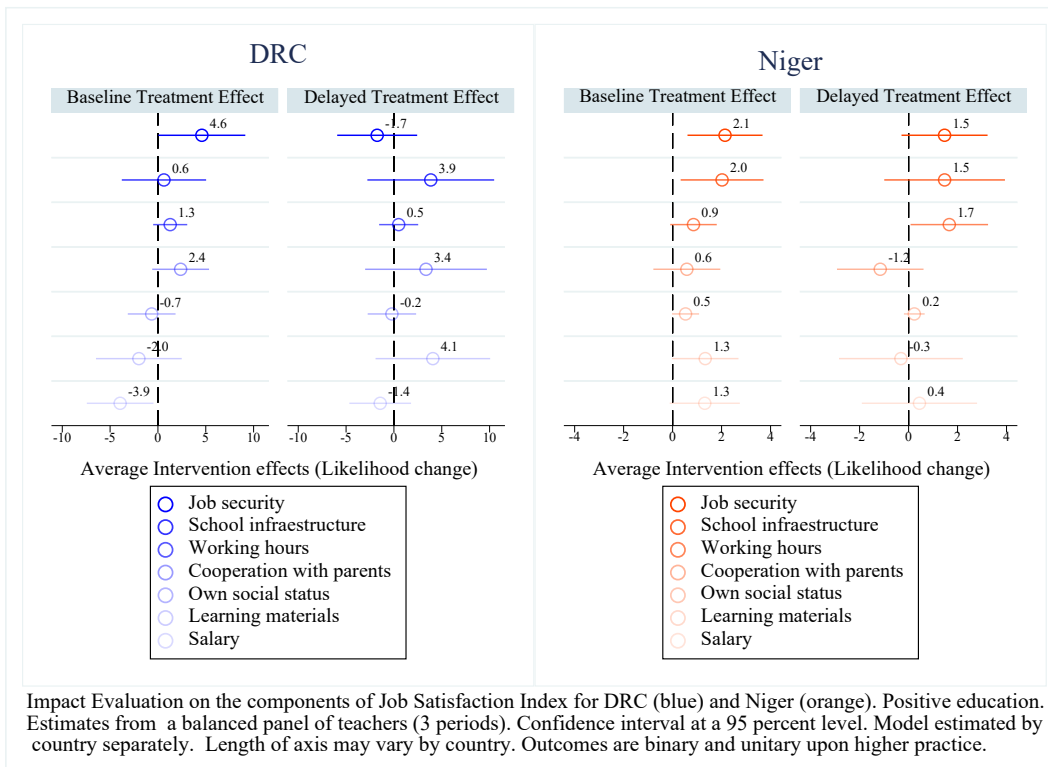 DRC
Niger
Baseline Treatment Effect
Delayed Treatment Effect
Baseline Treatment Effect
Delayed Treatment Effect
4.6
-1.7
2.1
1.5
0.6
3.9
2.0
1.5
1.3
0.5
0.9
1.7
2.4
3.4
0.6
-1.2
-0.7
-0.2
0.5
0.2
-2.0
4.1
1.3
-0.3
-3.9
-1.4
1.3
0.4
-10 -5 0 5 10
-10 -5 0 5 10
-4 -2 0 2 4
-4 -2 0 2 4
Average Intervention effects (Likelihood change)
Average Intervention effects (Likelihood change)
Job security
School infraestructure
Working hours
Cooperation with parents
Own social status
Learning materials
Salary
Job security
School infraestructure
Working hours
Cooperation with parents
Own social status
Learning materials
Salary
Impact Evaluation on the components of Job Satisfaction Index for DRC (blue) and Niger (orange). Positive education.
Estimates from a balanced panel of teachers (3 periods). Confidence interval at a 95 percent level. Model estimated by
country separately. Length of axis may vary by country. Outcomes are binary and unitary upon higher practice.